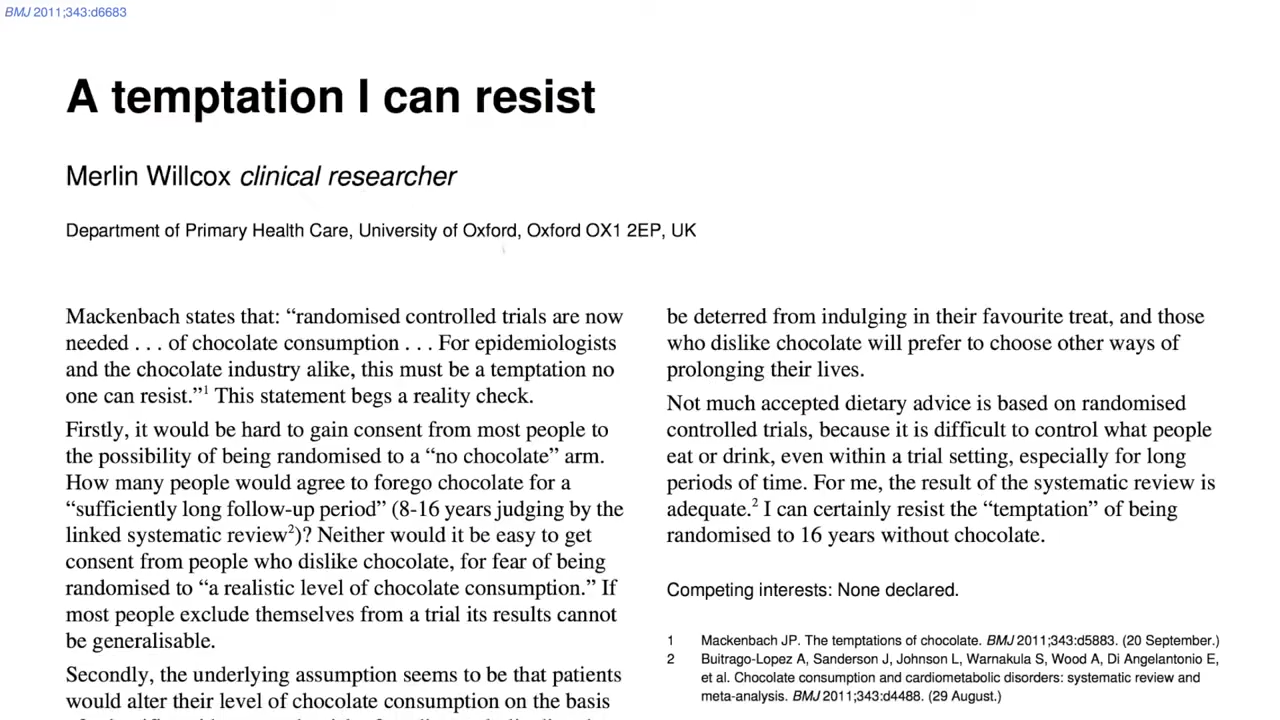 BMJ 2011;343:d6683
A temptation I can resist
Merlin Willcox clinical researcher
Department of Primary Health Care, University of Oxford, Oxford OX1 2EP, UK
Mackenbach states that: “randomised controlled trials are now
needed . . . of chocolate consumption . . . For epidemiologists
and the chocolate industry alike, this must be a temptation no
one can resist.”1 This statement begs a reality check.
Firstly, it would be hard to gain consent from most people to
the possibility of being randomised to a “no chocolate” arm.
How many people would agree to forego chocolate for a
“sufficiently long follow-up period” (8-16 years judging by the
linked systematic review2)? Neither would it be easy to get
consent from people who dislike chocolate, for fear of being
randomised to “a realistic level of chocolate consumption.” If
most people exclude themselves from a trial its results cannot
be generalisable.
Secondly, the underlying assumption seems to be that patients
would alter their level of chocolate consumption on the basis
be deterred from indulging in their favourite treat, and those
who dislike chocolate will prefer to choose other ways of
prolonging their lives.
Not much accepted dietary advice is based on randomised
controlled trials, because it is difficult to control what people
eat or drink, even within a trial setting, especially for long
periods of time. For me, the result of the systematic review is
adequate.2 I can certainly resist the “temptation” of being
randomised to 16 years without chocolate.
Competing interests: None declared.
1 Mackenbach JP. The temptations of chocolate. BMJ 2011;343:d5883. (20 September.)
2 Buitrago-Lopez A, Sanderson J, Johnson L, Warnakula S, Wood A, Di Angelantonio E,
et al. Chocolate consumption and cardiometabolic disorders: systematic review and
meta-analysis. BMJ 2011;343:d4488. (29 August.)